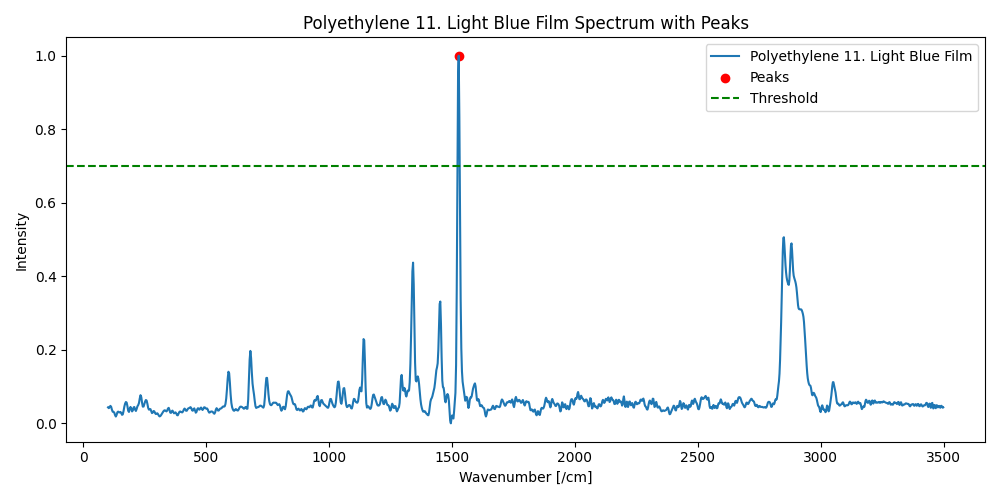 Polyethylene 11. Light Blue Film Spectrum with Peaks
Polyethylene 11. Light Blue Film
Peaks
Threshold
1.0
0.8
0.6
0.4
0.2
0.0
Intensity
0 500 1000 1500 2000 2500 3000 3500
Wavenumber [/cm]